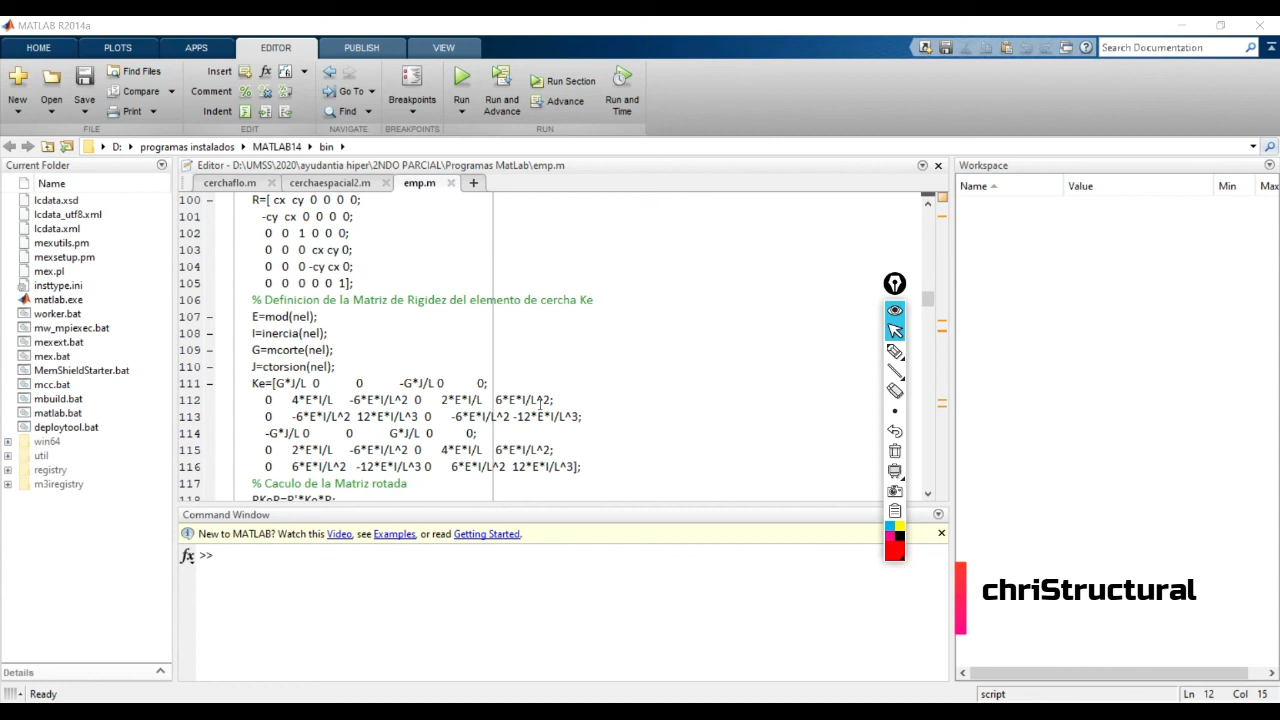 MATLAB R2014a
HOME PLOTS APPS EDITOR PUBLISH VIEW
Search Documentation
New Open Save Find Files Compare Print
FILE
Insert fx
Comment
Indent
EDIT
Go To
Find
NAVIGATE
Breakpoints
BREAKPOINTS
Run Run and Advance Run Section Advance Run and Time
RUN
D: programas instalados MATLAB14 bin
Current Folder
Name
lcdata.xsd
lcdata_utf8.xml
lcdata.xml
mexutils.pm
mexsetup.pm
mex.pl
insttype.ini
matlab.exe
worker.bat
mw_mpiexec.bat
mexext.bat
mex.bat
MemShieldStarter.bat
mcc.bat
mbuild.bat
matlab.bat
deploytool.bat
win64
util
registry
m3iregistry
Details
Editor - D:\UMSS\2020\ayudantia hiper\2NDO PARCIAL\Programas MatLab\emp.m
cerchaflo.m cerchaespacial2.m emp.m
100 – R=[ cx cy 0 0 0 0;
101 -cy cx 0 0 0 0;
102 0 0 1 0 0 0;
103 0 0 0 cx cy 0;
104 0 0 0 -cy cx 0;
105 0 0 0 0 0 1];
106 % Definicion de la Matriz de Rigidez del elemento de cercha Ke
107 – E=mod(nel);
108 – I=inercia(nel);
109 – G=mcorte(nel);
110 – J=ctorsion(nel);
111 – Ke=[G*J/L 0 0 -G*J/L 0 0;
112 0 4*E*I/L -6*E*I/L^2 0 2*E*I/L 6*E*I/L^2;
113 0 -6*E*I/L^2 12*E*I/L^3 0 -6*E*I/L^2 -12*E*I/L^3;
114 -G*J/L 0 0 G*J/L 0 0;
115 0 2*E*I/L -6*E*I/L^2 0 4*E*I/L 6*E*I/L^2;
116 0 6*E*I/L^2 -12*E*I/L^3 0 6*E*I/L^2 12*E*I/L^3];
117 % Caculo de la Matriz rotada
118 RKeR=R'*Ke*R;
Command Window
New to MATLAB? Watch this Video, see Examples, or read Getting Started.
fx >>
Workspace
Name Value Min Max
chriStructural
Ready
script Ln 12 Col 15